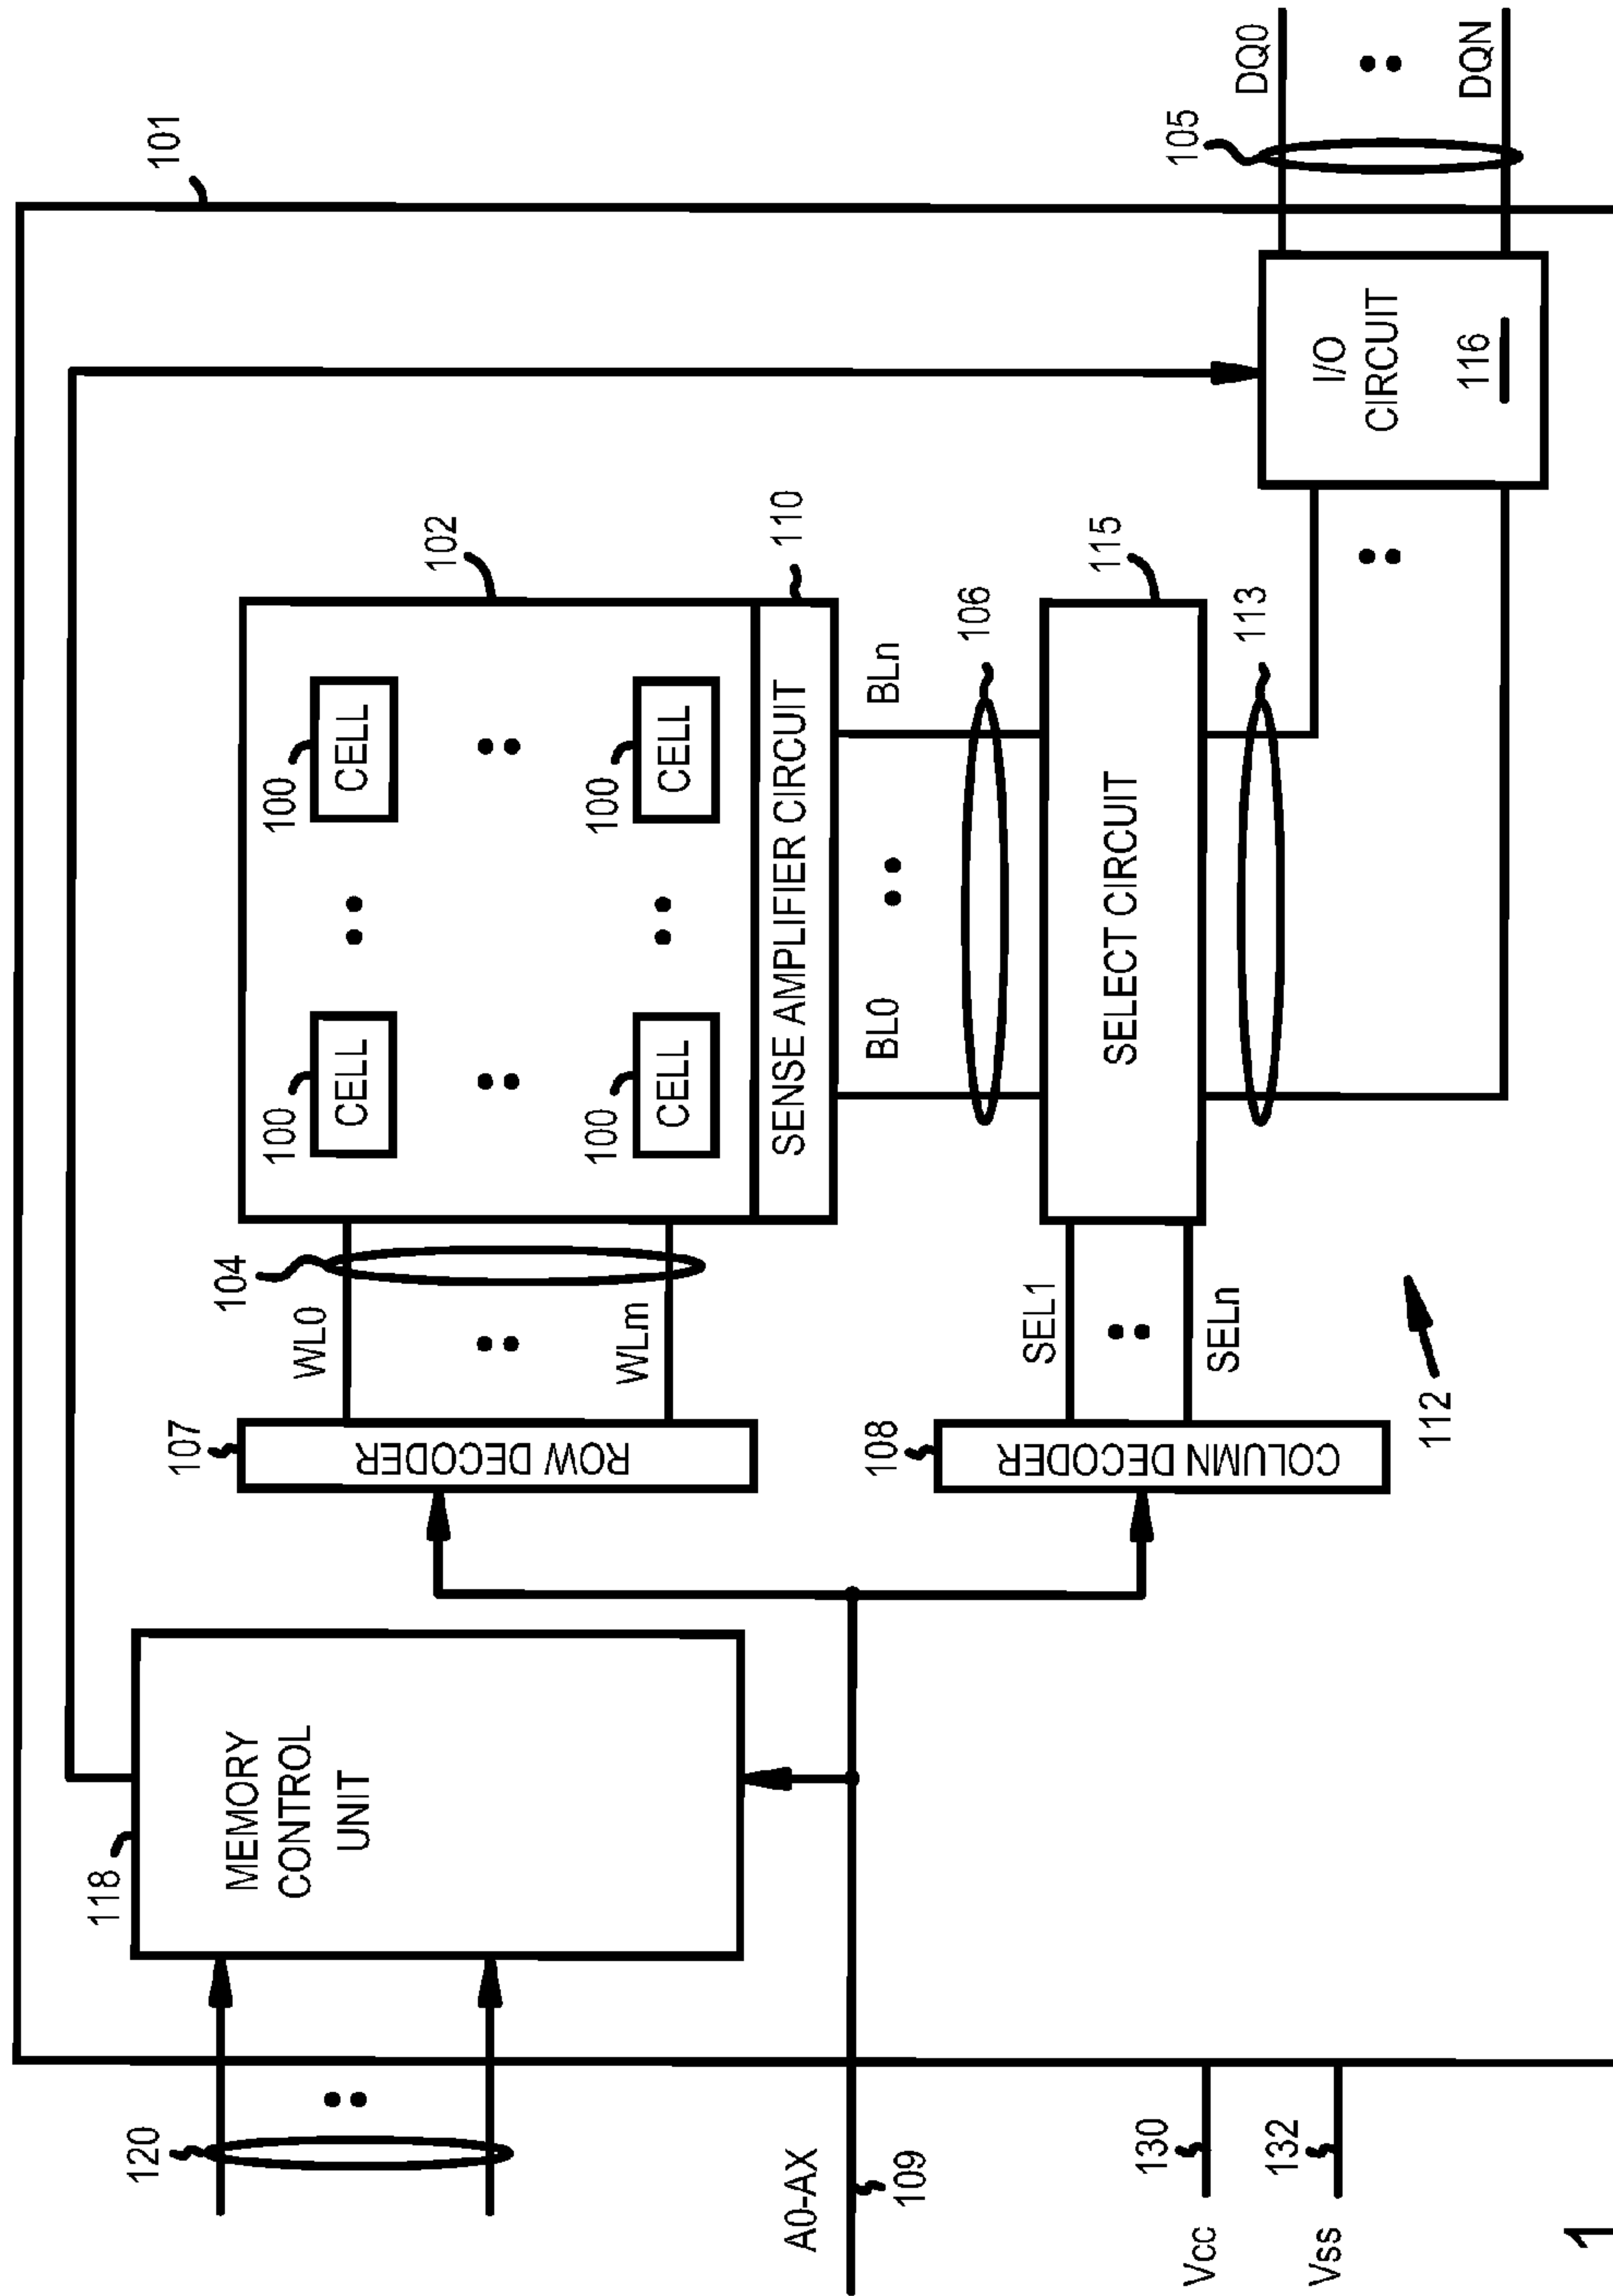 101
118
MEMORY
CONTROL
UNIT
120
107
ROW DECODER
WL0
WLm
104
102
100
CELL
100
CELL
100
CELL
100
CELL
SENSE AMPLIFIER CIRCUIT
110
BL0
BLn
106
A0-AX
109
108
COLUMN DECODER
SEL1
SELn
SELECT CIRCUIT
115
113
112
I/O
CIRCUIT
116
105
DQ0
DQN
Vcc
130
Vss
132
1